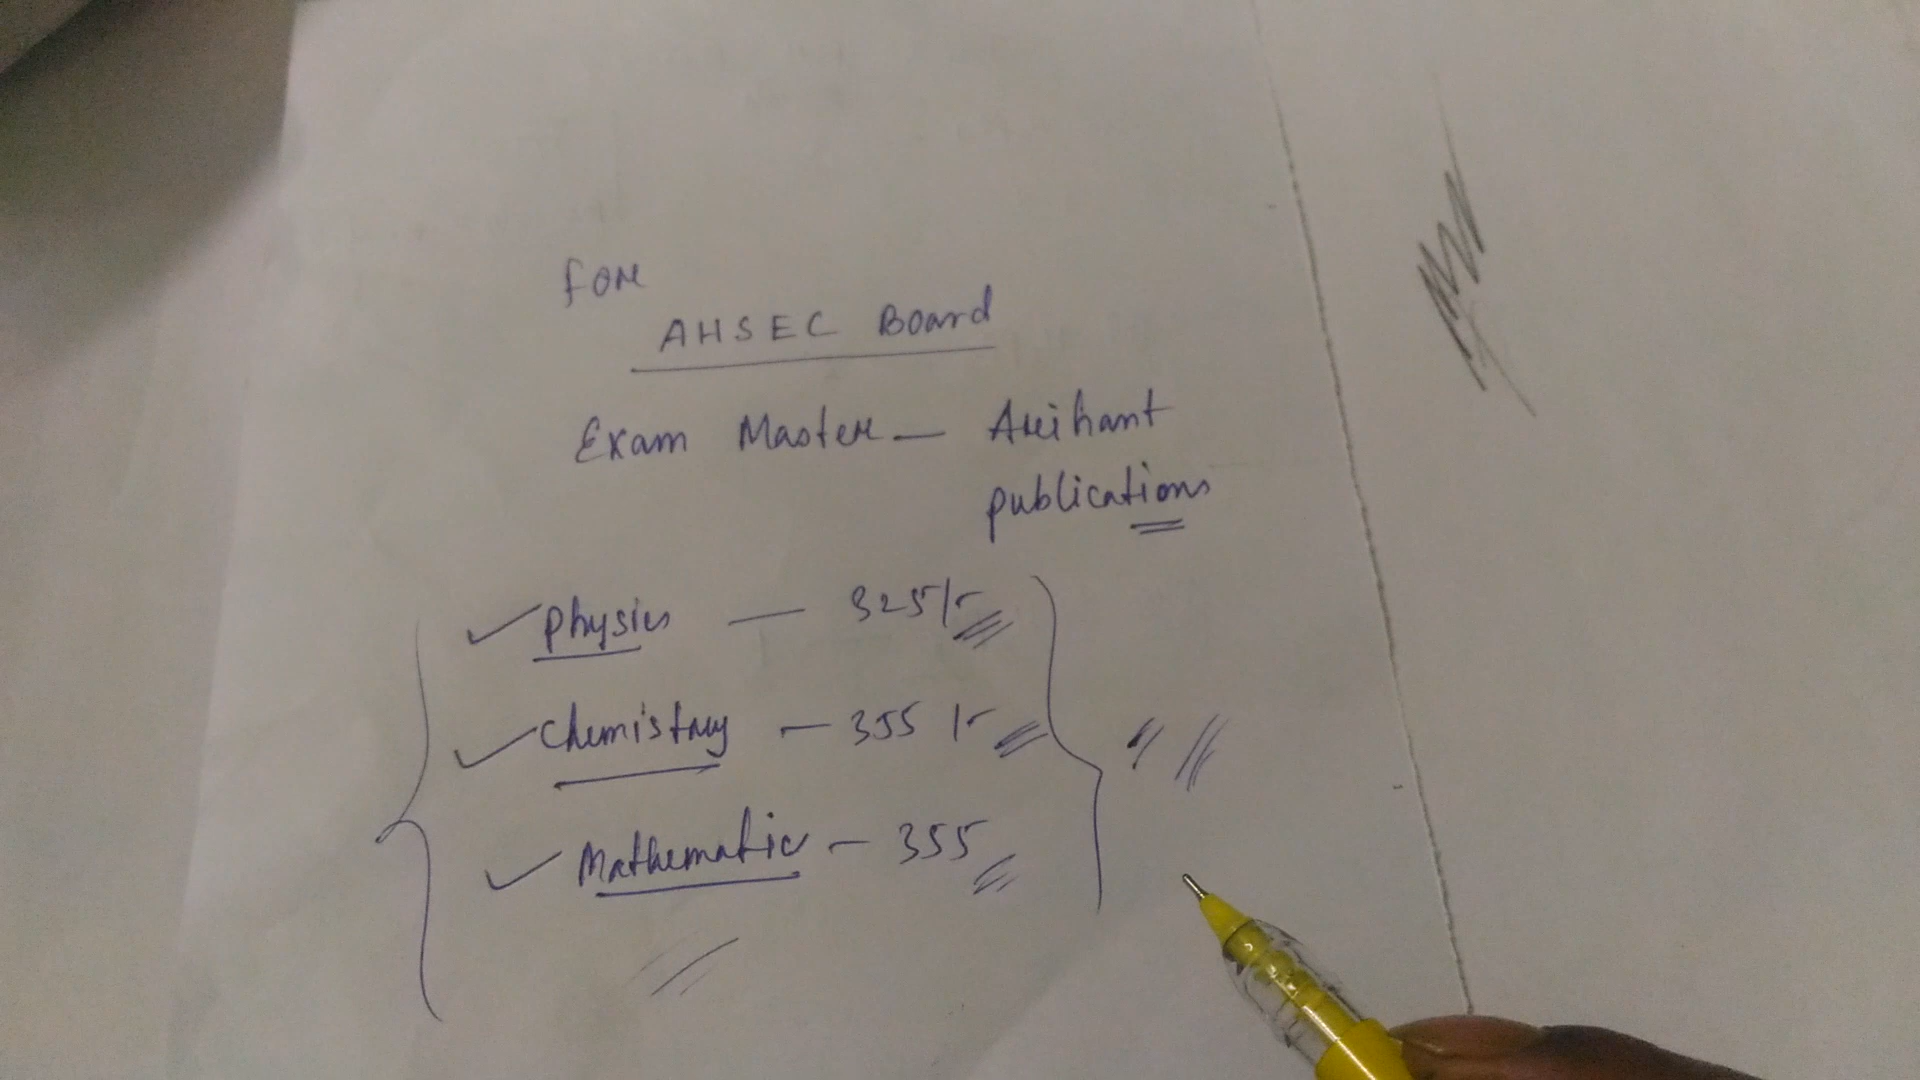 For
AHSEC Board
Exam Master — Arihant
publications
Physics — 325/-
Chemistry — 355/-
Mathematic — 355